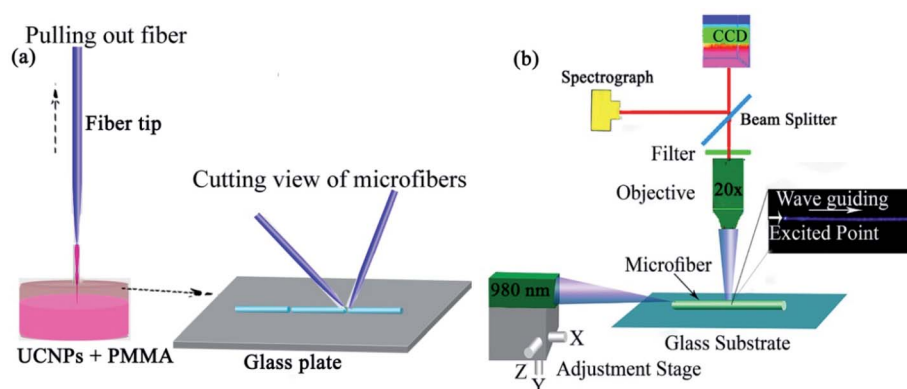 Pulling out fiber
(a)
Fiber tip
Cutting view of microfibers
UCNPs + PMMA
Glass plate
(b)
CCD
Spectrograph
Beam Splitter
Filter
Objective
20x
Wave guiding
Excited Point
Microfiber
980 nm
Glass Substrate
X
Z
Y
Adjustment Stage